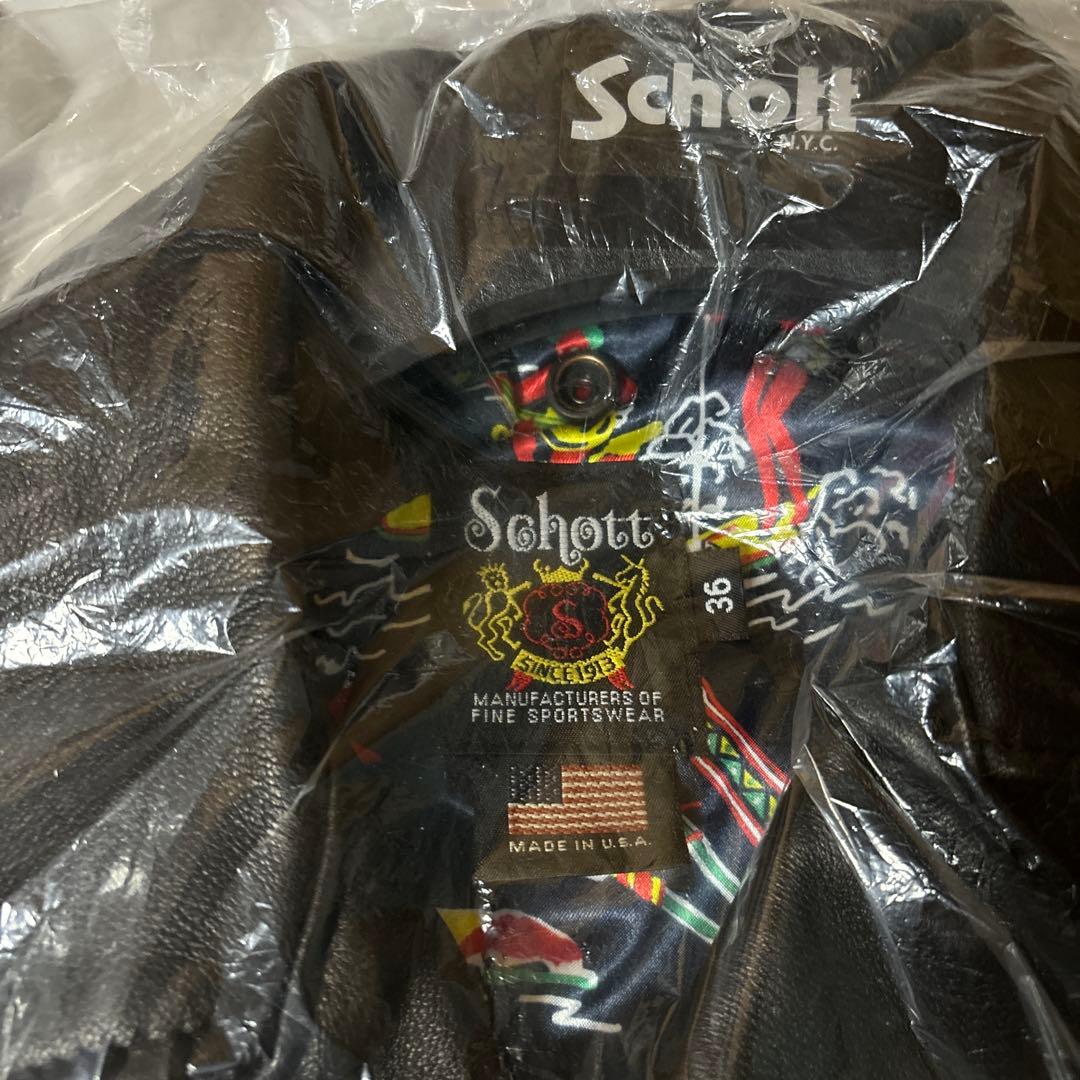 Schott
N.Y.C.
Schott
36
S
SINCE 1913
MANUFACTURERS OF
FINE SPORTSWEAR
MADE IN U.S.A.